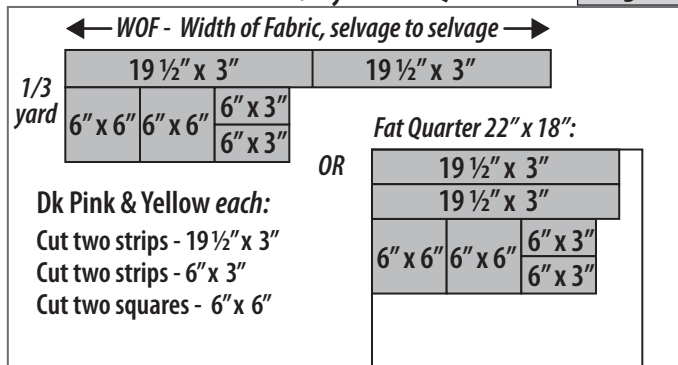 WOF - Width of Fabric, selvage to selvage
1/3
yard
19 ½" x 3" 19 ½" x 3"
6" x 6" 6" x 6" 6" x 3"
6" x 3"
OR
Fat Quarter 22" x 18":
19 ½" x 3"
19 ½" x 3"
6" x 6" 6" x 6" 6" x 3"
6" x 3"
Dk Pink & Yellow each:
Cut two strips - 19 ½" x 3"
Cut two strips - 6" x 3"
Cut two squares - 6" x 6"